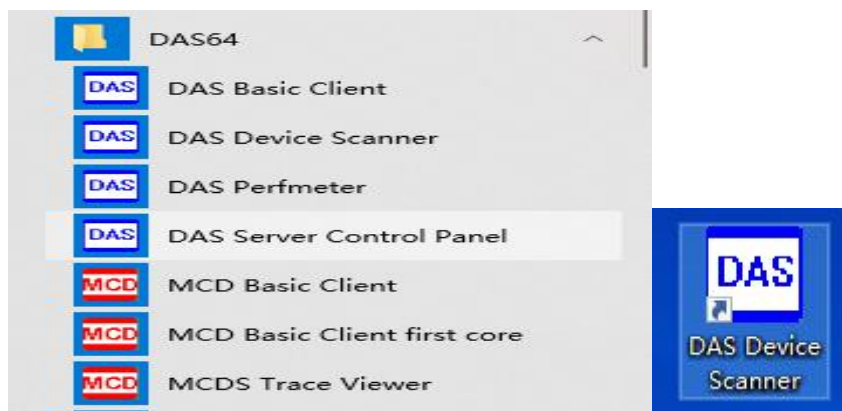 DAS64
DAS DAS Basic Client
DAS DAS Device Scanner
DAS DAS Perfmeter
DAS DAS Server Control Panel
MCD MCD Basic Client
MCD MCD Basic Client first core
MCD MCDS Trace Viewer
DAS
DAS Device
Scanner